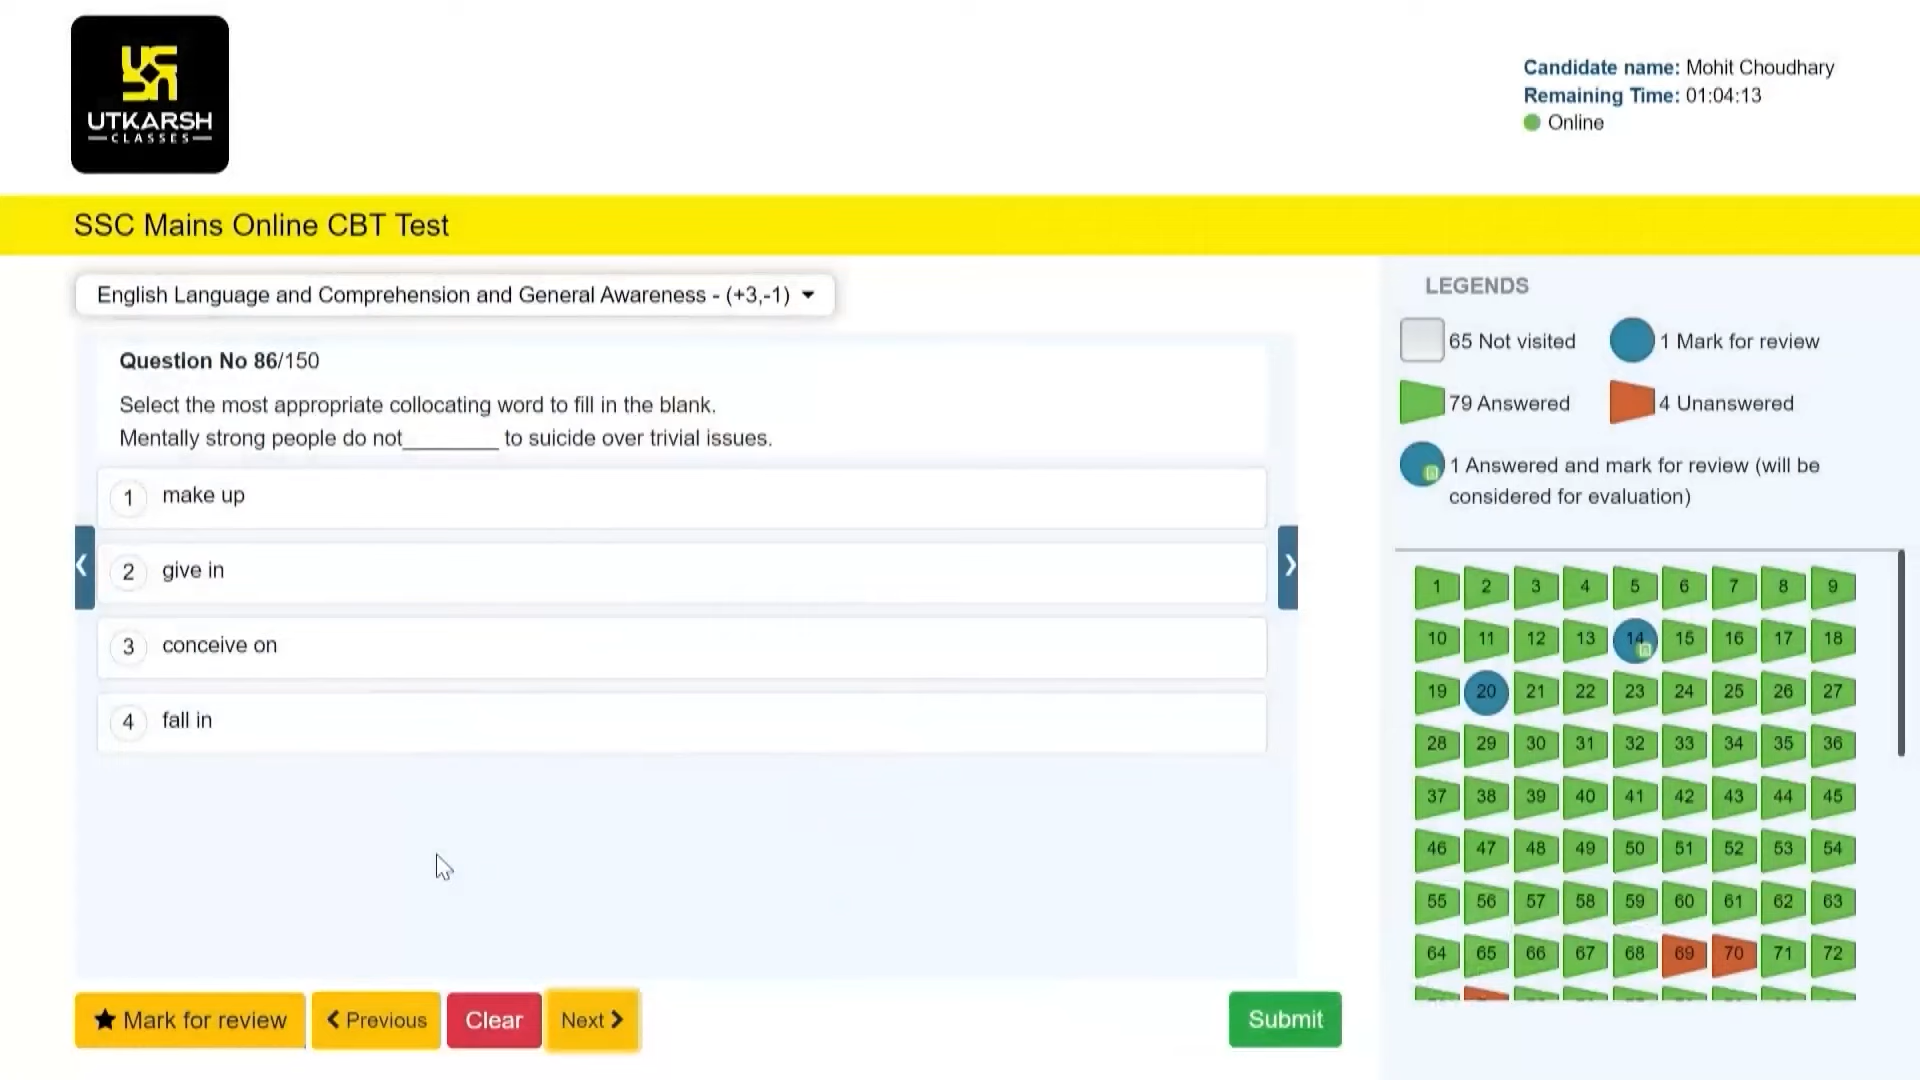 UTKARSH
CLASSES
Candidate name: Mohit Choudhary
Remaining Time: 01:04:13
Online
SSC Mains Online CBT Test
English Language and Comprehension and General Awareness - (+3,-1)
Question No 86/150
Select the most appropriate collocating word to fill in the blank.
Mentally strong people do not________ to suicide over trivial issues.
1 make up
2 give in
3 conceive on
4 fall in
Mark for review
Previous
Clear
Next
Submit
LEGENDS
65 Not visited
1 Mark for review
79 Answered
4 Unanswered
1 Answered and mark for review (will be
considered for evaluation)
1 2 3 4 5 6 7 8 9
10 11 12 13 14 15 16 17 18
19 20 21 22 23 24 25 26 27
28 29 30 31 32 33 34 35 36
37 38 39 40 41 42 43 44 45
46 47 48 49 50 51 52 53 54
55 56 57 58 59 60 61 62 63
64 65 66 67 68 69 70 71 72